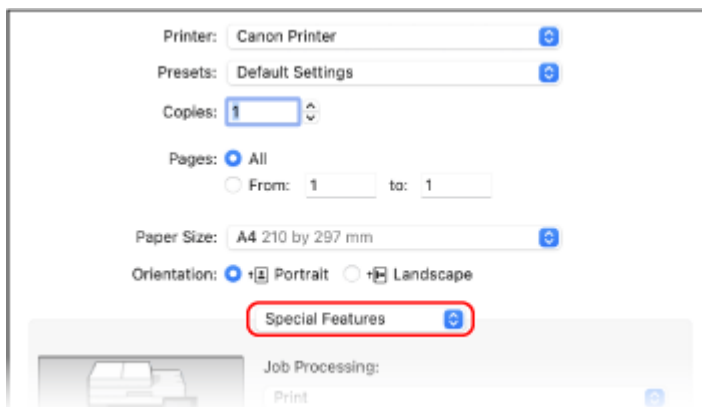 Printer: Canon Printer
Presets: Default Settings
Copies: 1
Pages: All
From: 1 to: 1
Paper Size: A4 210 by 297 mm
Orientation: Portrait Landscape
Special Features
Job Processing:
Print